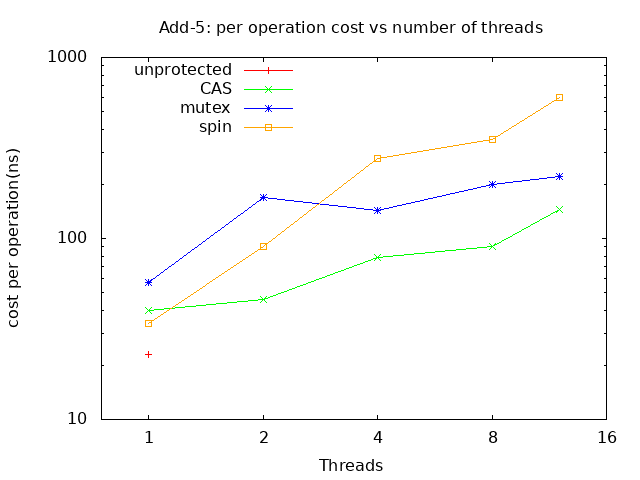 Add-5: per operation cost vs number of threads
1000
unprotected
CAS
mutex
spin
100
cost per operation(ns)
10
1 2 4 8 16
Threads